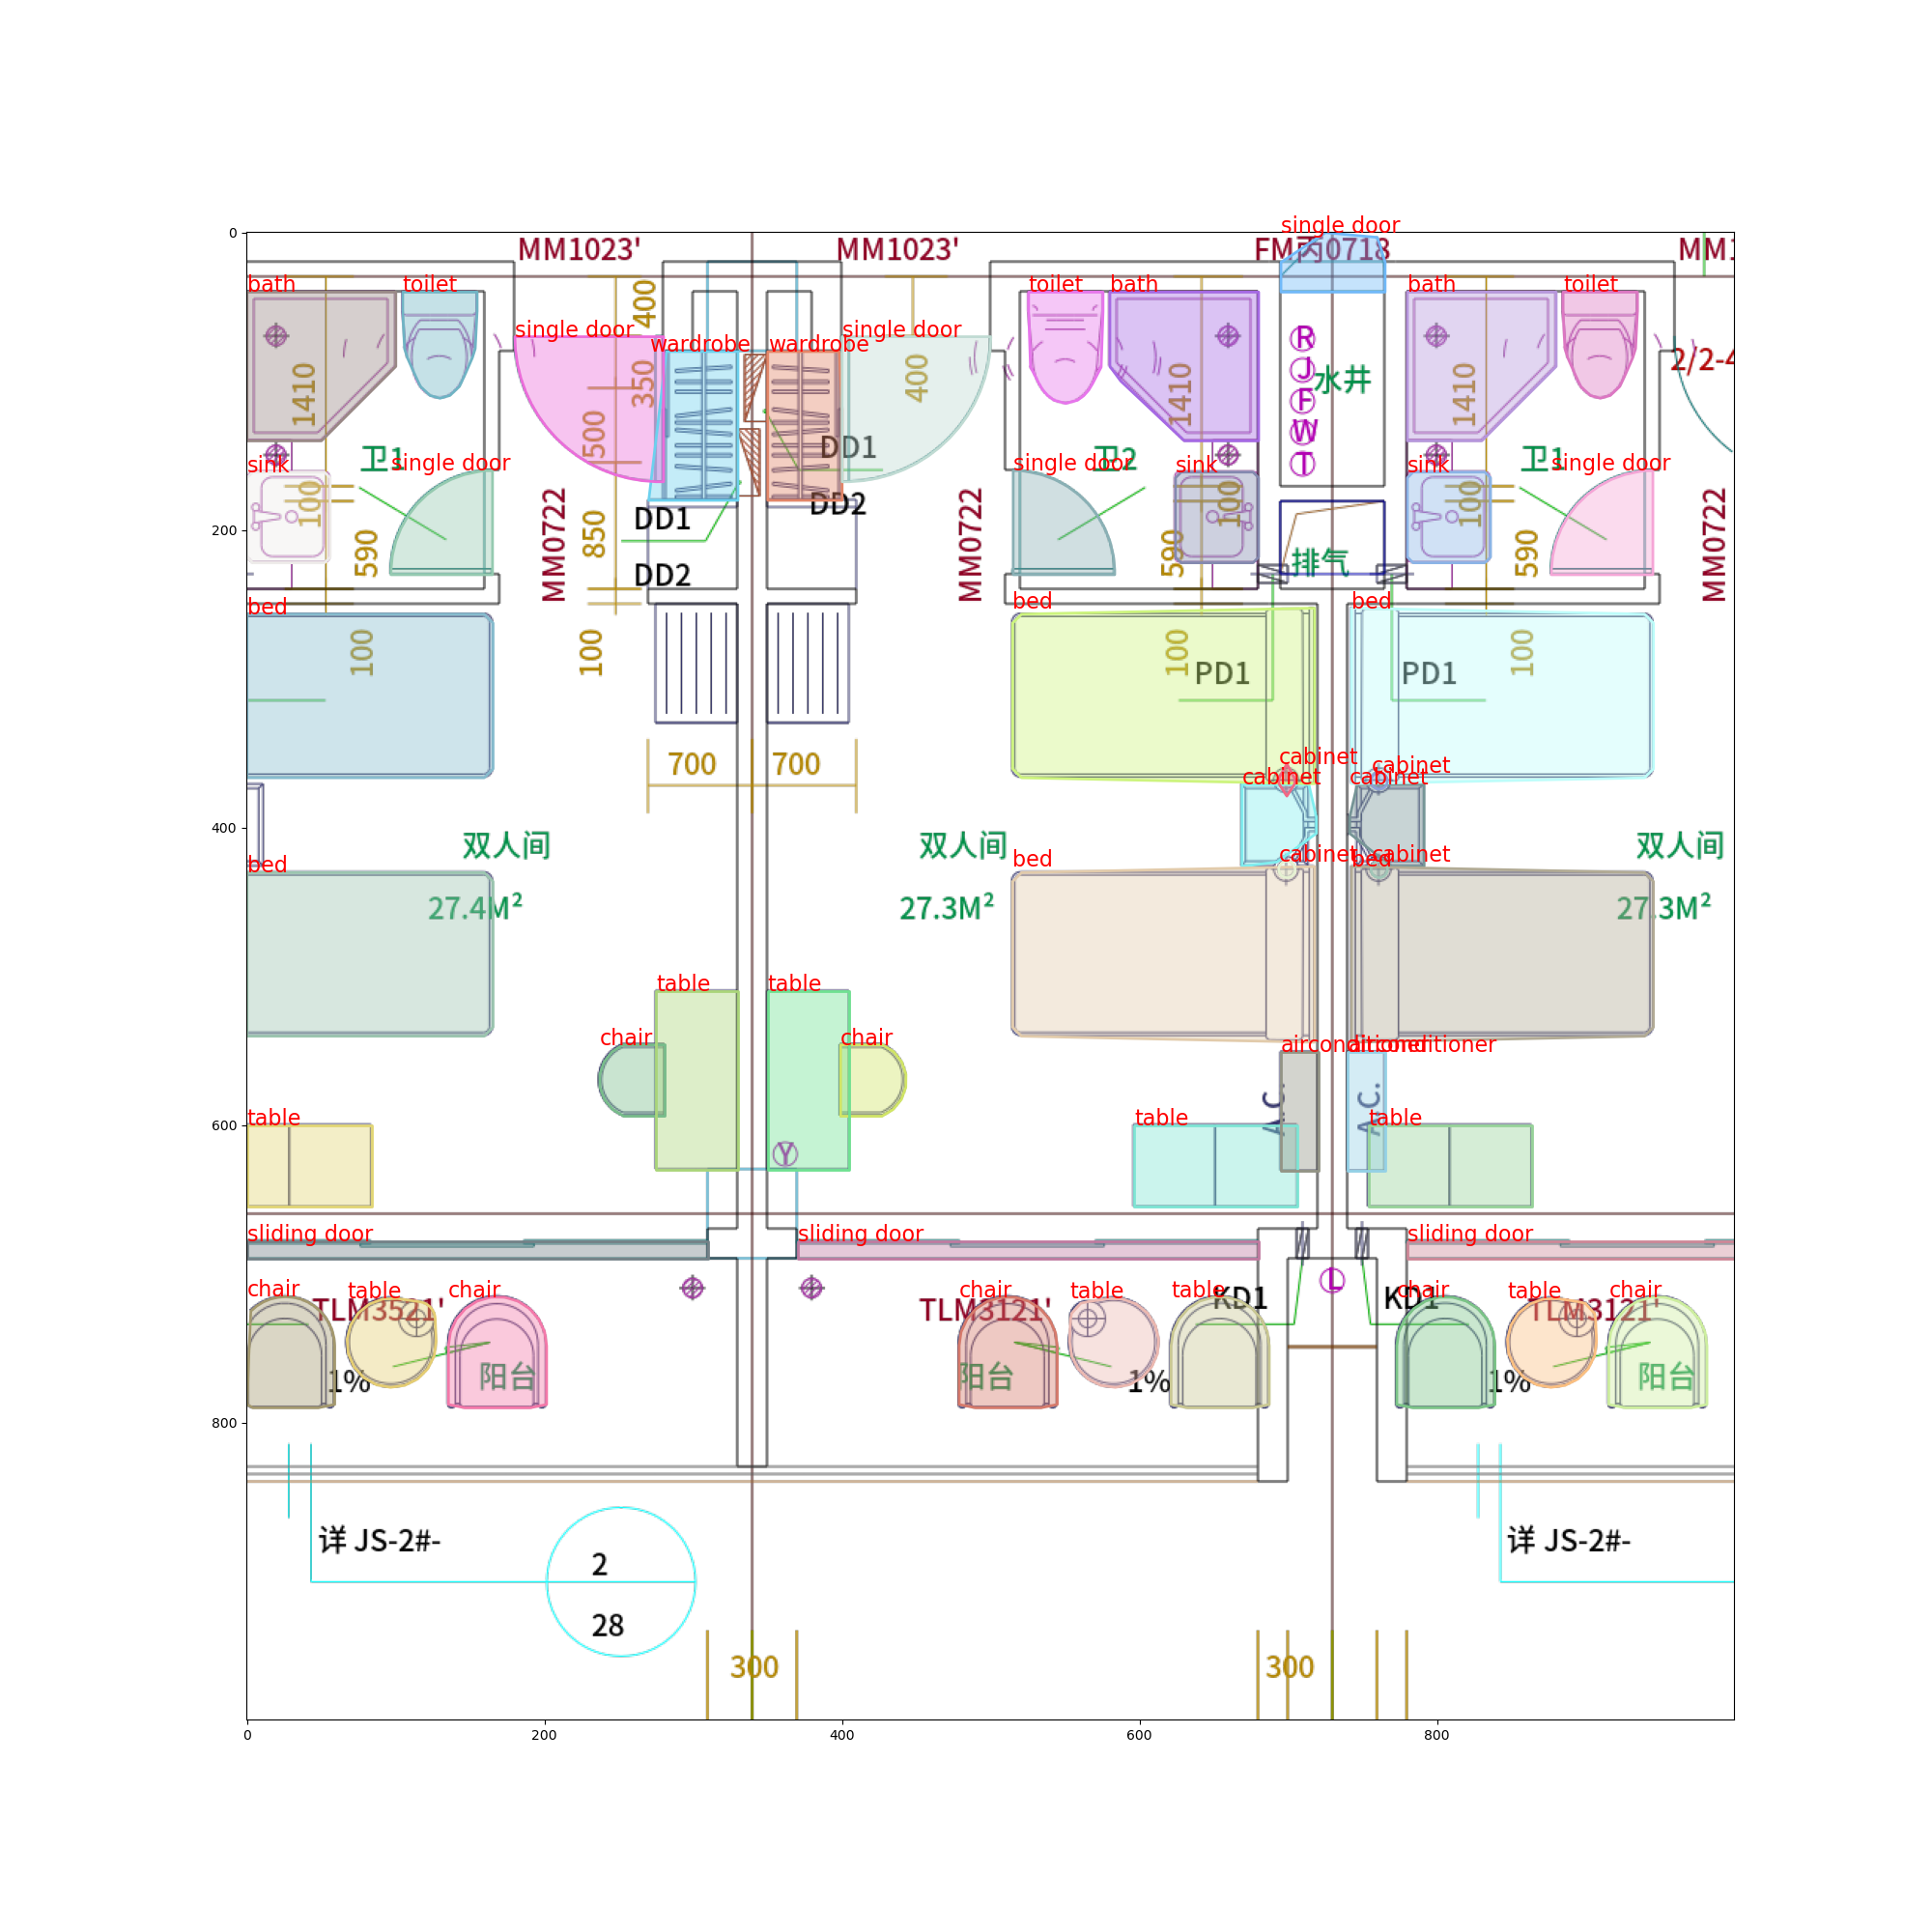 MM1023'
MM1023'
single door
FM丙0718
MM1
bath
toilet
400
single door
wardrobe
wardrobe
single door
toilet
bath
bath
toilet
1410
350
500
400
R
J
F
W
T
水井
1410
1410
2/2-4
sink
卫1
single door
DD1
single door
卫2
sink
sink
卫1
single door
100
590
MM0722
850
DD1
DD2
MM0722
590
100
100
590
MM0722
DD2
排气
bed
bed
bed
100
100
100
PD1
PD1
100
700
700
cabinet
cabinet
cabinet
cabinet
双人间
双人间
双人间
bed
bed
cabinet
bed
cabinet
27.4M²
27.3M²
27.3M²
table
table
chair
chair
airconditioner
airconditioner
A.C.
A.C.
Y
table
table
table
sliding door
sliding door
sliding door
L
chair
table
chair
chair
table
table
chair
table
chair
TLM3521'
TLM3121'
KD1
KD1
TLM3121'
1%
阳台
阳台
1%
1%
阳台
详 JS-2#-
详 JS-2#-
2
28
300
300
0
200
400
600
800
0
200
400
600
800